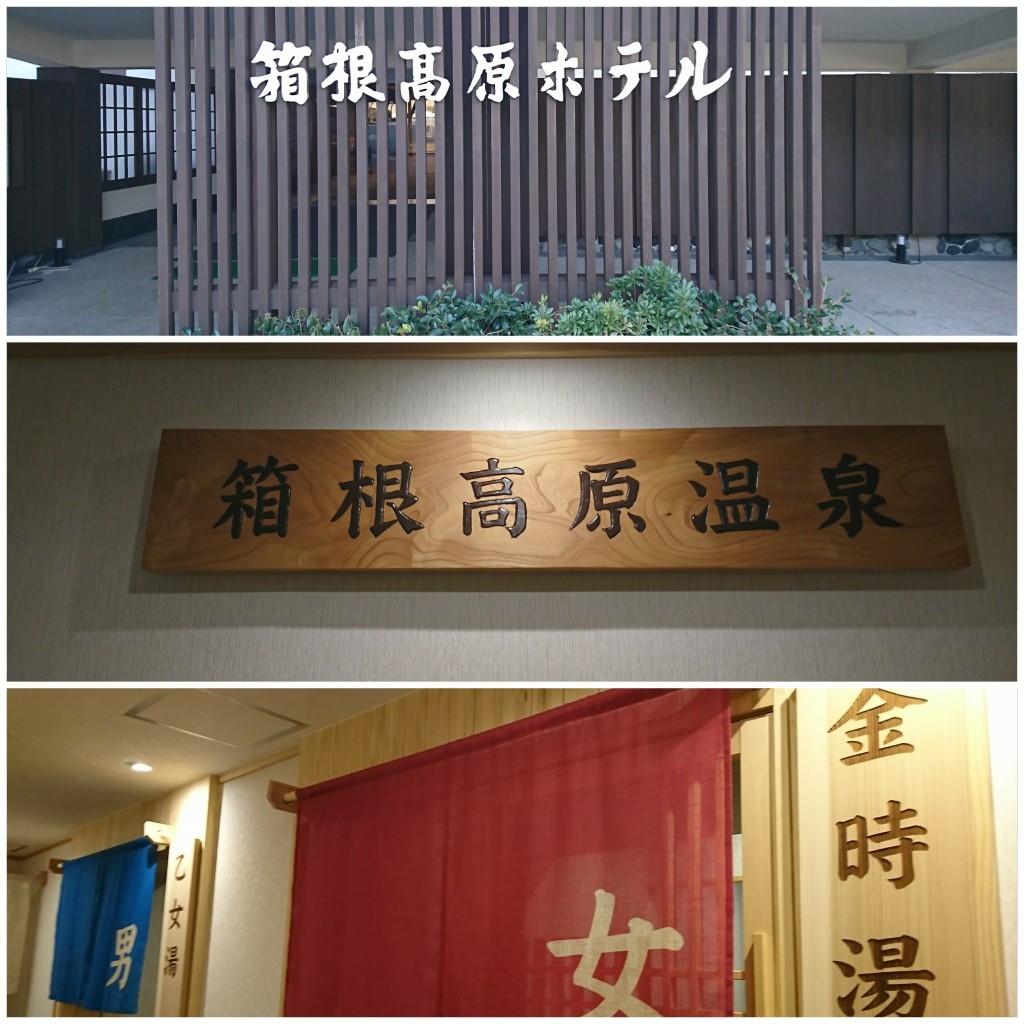 箱根高原ホテル
箱根高原温泉
男
乙女湯
女
金時湯